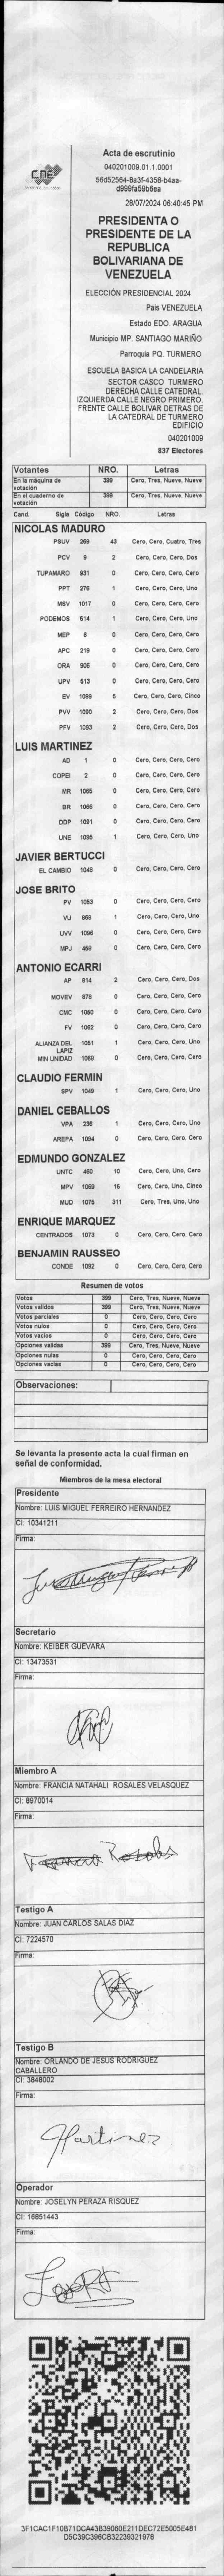 CNE
Acta de escrutinio
040201009.01.1.0001
56d52564-8a3f-4358-b4aa-
d999fa59b6ea
28/07/2024 06:40:45 PM
PRESIDENTA O
PRESIDENTE DE LA
REPUBLICA
BOLIVARIANA DE
VENEZUELA
ELECCIÓN PRESIDENCIAL 2024
País VENEZUELA
Estado EDO. ARAGUA
Municipio MP. SANTIAGO MARIÑO
Parroquia PQ. TURMERO
ESCUELA BASICA LA CANDELARIA
SECTOR CASCO TURMERO
DERECHA CALLE CATEDRAL.
IZQUIERDA CALLE NEGRO PRIMERO.
FRENTE CALLE BOLIVAR DETRAS DE
LA CATEDRAL DE TURMERO
EDIFICIO
040201009
837 Electores
Votantes NRO. Letras
En la máquina de votación 399 Cero, Tres, Nueve, Nueve
En el cuaderno de votación 399 Cero, Tres, Nueve, Nueve
Cand. Sigla Código NRO. Letras
NICOLAS MADURO
PSUV 269 43 Cero, Cero, Cuatro, Tres
PCV 9 2 Cero, Cero, Cero, Dos
TUPAMARO 931 0 Cero, Cero, Cero, Cero
PPT 276 1 Cero, Cero, Cero, Uno
MSV 1017 0 Cero, Cero, Cero, Cero
PODEMOS 514 1 Cero, Cero, Cero, Uno
MEP 6 0 Cero, Cero, Cero, Cero
APC 219 0 Cero, Cero, Cero, Cero
ORA 906 0 Cero, Cero, Cero, Cero
UPV 513 0 Cero, Cero, Cero, Cero
EV 1099 5 Cero, Cero, Cero, Cinco
PVV 1090 2 Cero, Cero, Cero, Dos
PFV 1093 2 Cero, Cero, Cero, Dos
LUIS MARTINEZ
AD 1 0 Cero, Cero, Cero, Cero
COPEI 2 0 Cero, Cero, Cero, Cero
MR 1065 0 Cero, Cero, Cero, Cero
BR 1066 0 Cero, Cero, Cero, Cero
DDP 1091 0 Cero, Cero, Cero, Cero
UNE 1095 1 Cero, Cero, Cero, Uno
JAVIER BERTUCCI
EL CAMBIO 1048 0 Cero, Cero, Cero, Cero
JOSE BRITO
PV 1053 0 Cero, Cero, Cero, Cero
VU 968 1 Cero, Cero, Cero, Uno
UVV 1096 0 Cero, Cero, Cero, Cero
MPJ 459 0 Cero, Cero, Cero, Cero
ANTONIO ECARRI
AP 814 2 Cero, Cero, Cero, Dos
MOVEV 878 0 Cero, Cero, Cero, Cero
CMC 1050 0 Cero, Cero, Cero, Cero
FV 1062 0 Cero, Cero, Cero, Cero
ALIANZA DEL LAPIZ 1051 1 Cero, Cero, Cero, Uno
MIN UNIDAD 1069 0 Cero, Cero, Cero, Cero
CLAUDIO FERMIN
SPV 1049 1 Cero, Cero, Cero, Uno
DANIEL CEBALLOS
VPA 236 1 Cero, Cero, Cero, Uno
AREPA 1094 0 Cero, Cero, Cero, Cero
EDMUNDO GONZALEZ
UNTC 460 10 Cero, Cero, Uno, Cero
MPV 1069 15 Cero, Cero, Uno, Cinco
MUD 1075 311 Cero, Tres, Uno, Uno
ENRIQUE MARQUEZ
CENTRADOS 1073 0 Cero, Cero, Cero, Cero
BENJAMIN RAUSSEO
CONDE 1092 0 Cero, Cero, Cero, Cero
Resumen de votos
Votos 399 Cero, Tres, Nueve, Nueve
Votos validos 399 Cero, Tres, Nueve, Nueve
Votos parciales 0 Cero, Cero, Cero, Cero
Votos nulos 0 Cero, Cero, Cero, Cero
Votos vacios 0 Cero, Cero, Cero, Cero
Opciones validas 399 Cero, Tres, Nueve, Nueve
Opciones nulas 0 Cero, Cero, Cero, Cero
Opciones vacias 0 Cero, Cero, Cero, Cero
Observaciones:
Se levanta la presente acta la cual firman en
señal de conformidad.
Miembros de la mesa electoral
Presidente
Nombre: LUIS MIGUEL FERREIRO HERNANDEZ
CI: 10341211
Firma:
Secretario
Nombre: KEIBER GUEVARA
CI: 13473531
Firma:
Miembro A
Nombre: FRANCIA NATAHALI ROSALES VELASQUEZ
CI: 8970014
Firma:
Rosales
Testigo A
Nombre: JUAN CARLOS SALAS DIAZ
CI: 7224570
Firma:
Testigo B
Nombre: ORLANDO DE JESUS RODRIGUEZ
CABALLERO
CI: 3848002
Firma:
Operador
Nombre: JOSELYN PERAZA RISQUEZ
CI: 16851443
Firma:
3F1CAC1F10B71DCA43B39060E211DEC72E5005E481
D5C39C396CB32239321978